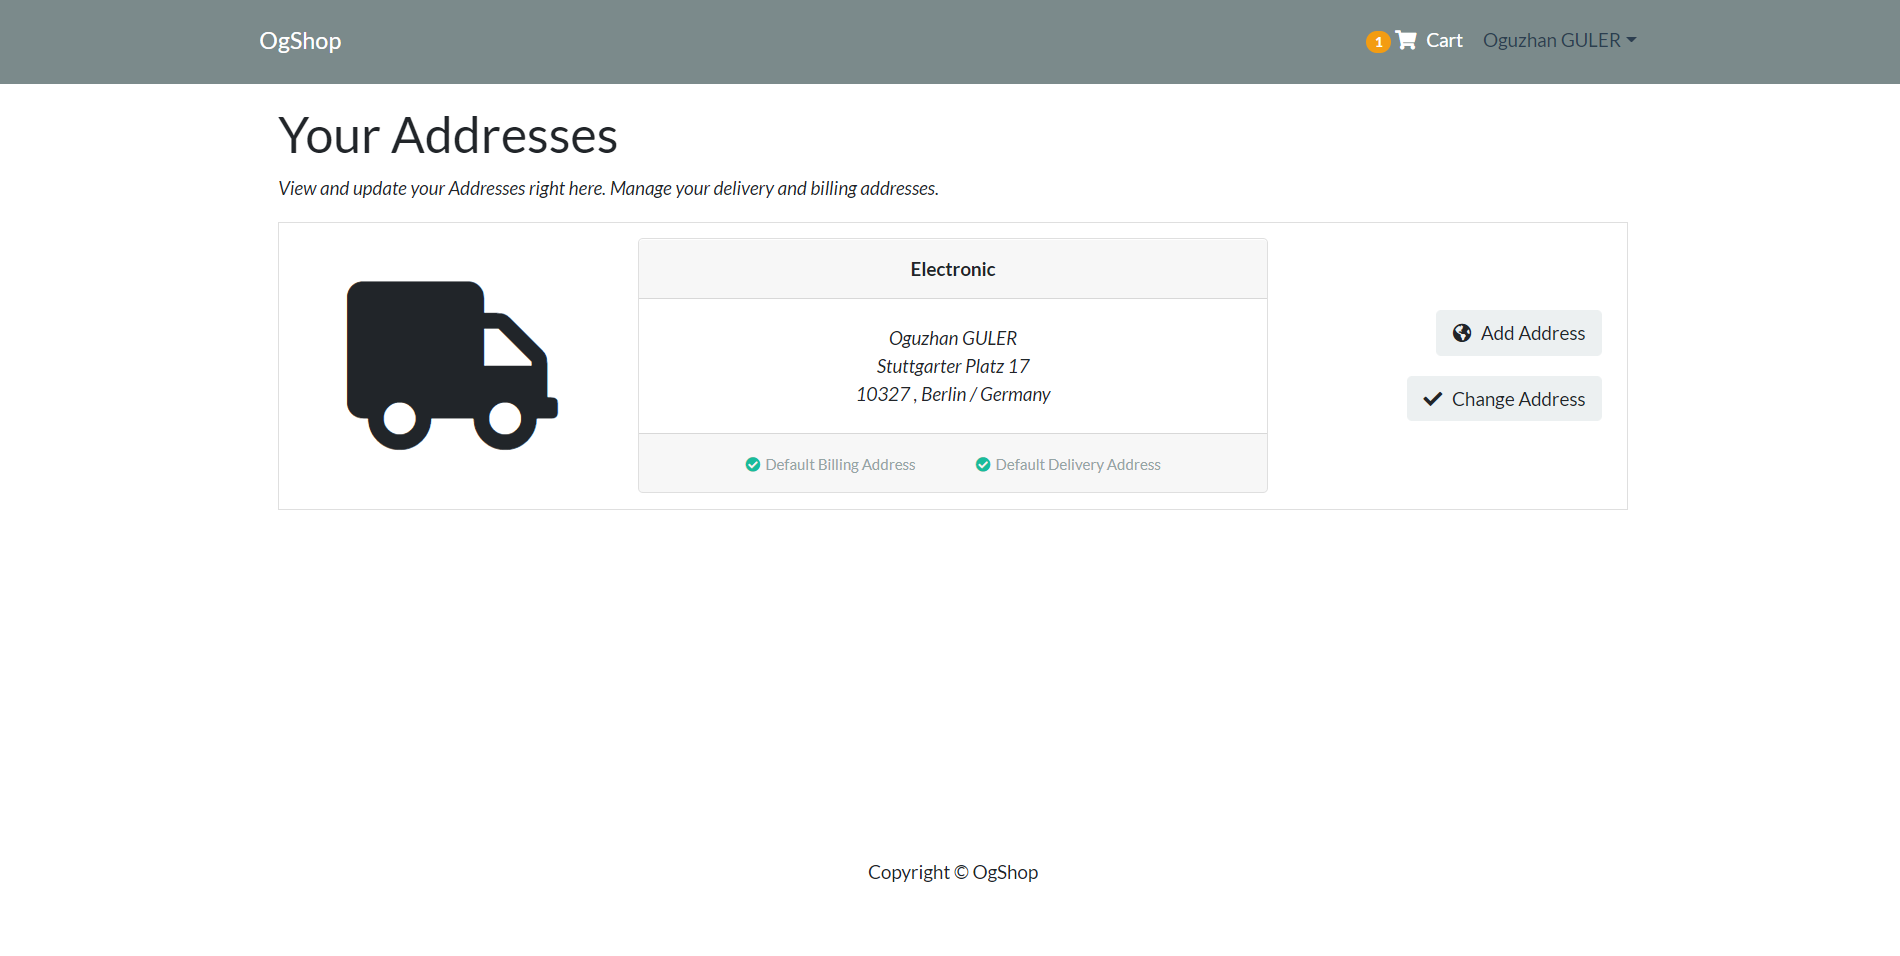 OgShop
1 Cart Oguzhan GULER
Your Addresses
View and update your Addresses right here. Manage your delivery and billing addresses.
Electronic
Oguzhan GULER
Stuttgarter Platz 17
10327 , Berlin / Germany
Default Billing Address
Default Delivery Address
Add Address
Change Address
Copyright © OgShop